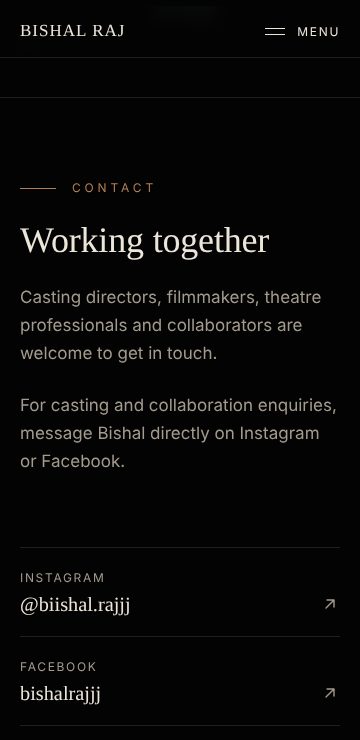 BISHAL RAJ
MENU
CONTACT
Working together
Casting directors, filmmakers, theatre
professionals and collaborators are
welcome to get in touch.
For casting and collaboration enquiries,
message Bishal directly on Instagram
or Facebook.
INSTAGRAM
@biishal.rajjj
FACEBOOK
bishalrajjj